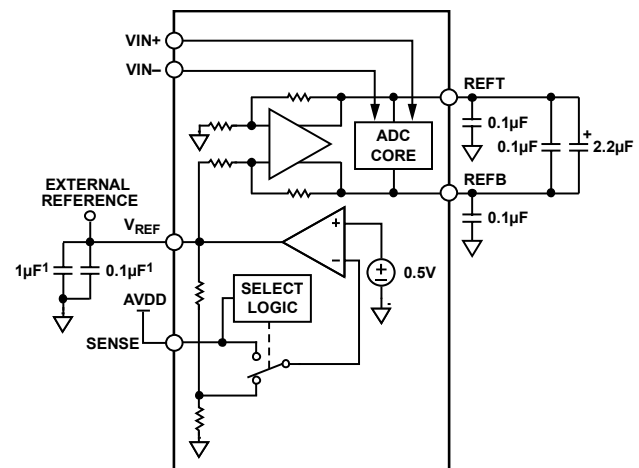 VIN+
VIN–
REFT
ADC
CORE
0.1µF
0.1µF
+
2.2µF
REFB
EXTERNAL
REFERENCE
VREF
0.1µF
+
–
0.5V
+
–
1µF1
0.1µF1
SELECT
LOGIC
AVDD
SENSE